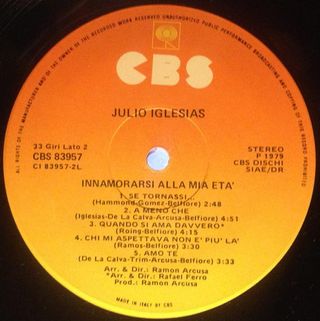 ALL RIGHTS OF THE MANUFACTURER AND OF THE OWNER OF THE RECORDED WORK RESERVED UNAUTHORISED PUBLIC PERFORMANCE BROADCASTING AND COPYING OF THIS RECORD PROHIBITED
CBS
JULIO IGLESIAS
33 Giri Lato 2
CBS 83957
CI 83957-2L
STEREO
P 1979
CBS DISCHI
SIAE/DR
INNAMORARSI ALLA MIA ETA'
1. SE TORNASSI...
(Hammond-Gomez-Belfiore) 2:48
2. A MENO CHE
(Iglesias-De La Calva-Arcusa-Belfiore) 4:51
3. QUANDO SI AMA DAVVERO*
(Roing-Belfiore) 4:51
4. CHI MI ASPETTAVA NON E' PIU' LA'
(Ramos-Belfiore) 3:30
5. AMO TE
(De La Calva-Trim-Arcusa-Belfiore) 3:33
Arr. & Dir.: Ramon Arcusa
*Arr. & Dir.: Rafael Ferro
Prod.: Ramon Arcusa
MADE IN ITALY BY CBS